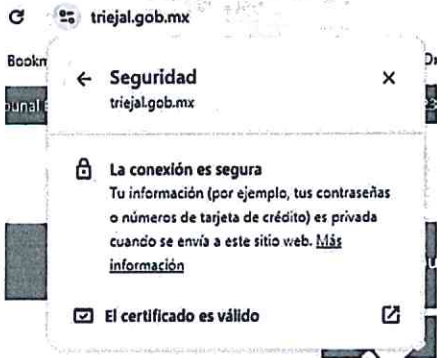 triejal.gob.mx
Bookm
Seguridad
triejal.gob.mx
La conexión es segura
Tu información (por ejemplo, tus contraseñas
o números de tarjeta de crédito) es privada
cuando se envía a este sitio web. Más
información
El certificado es válido